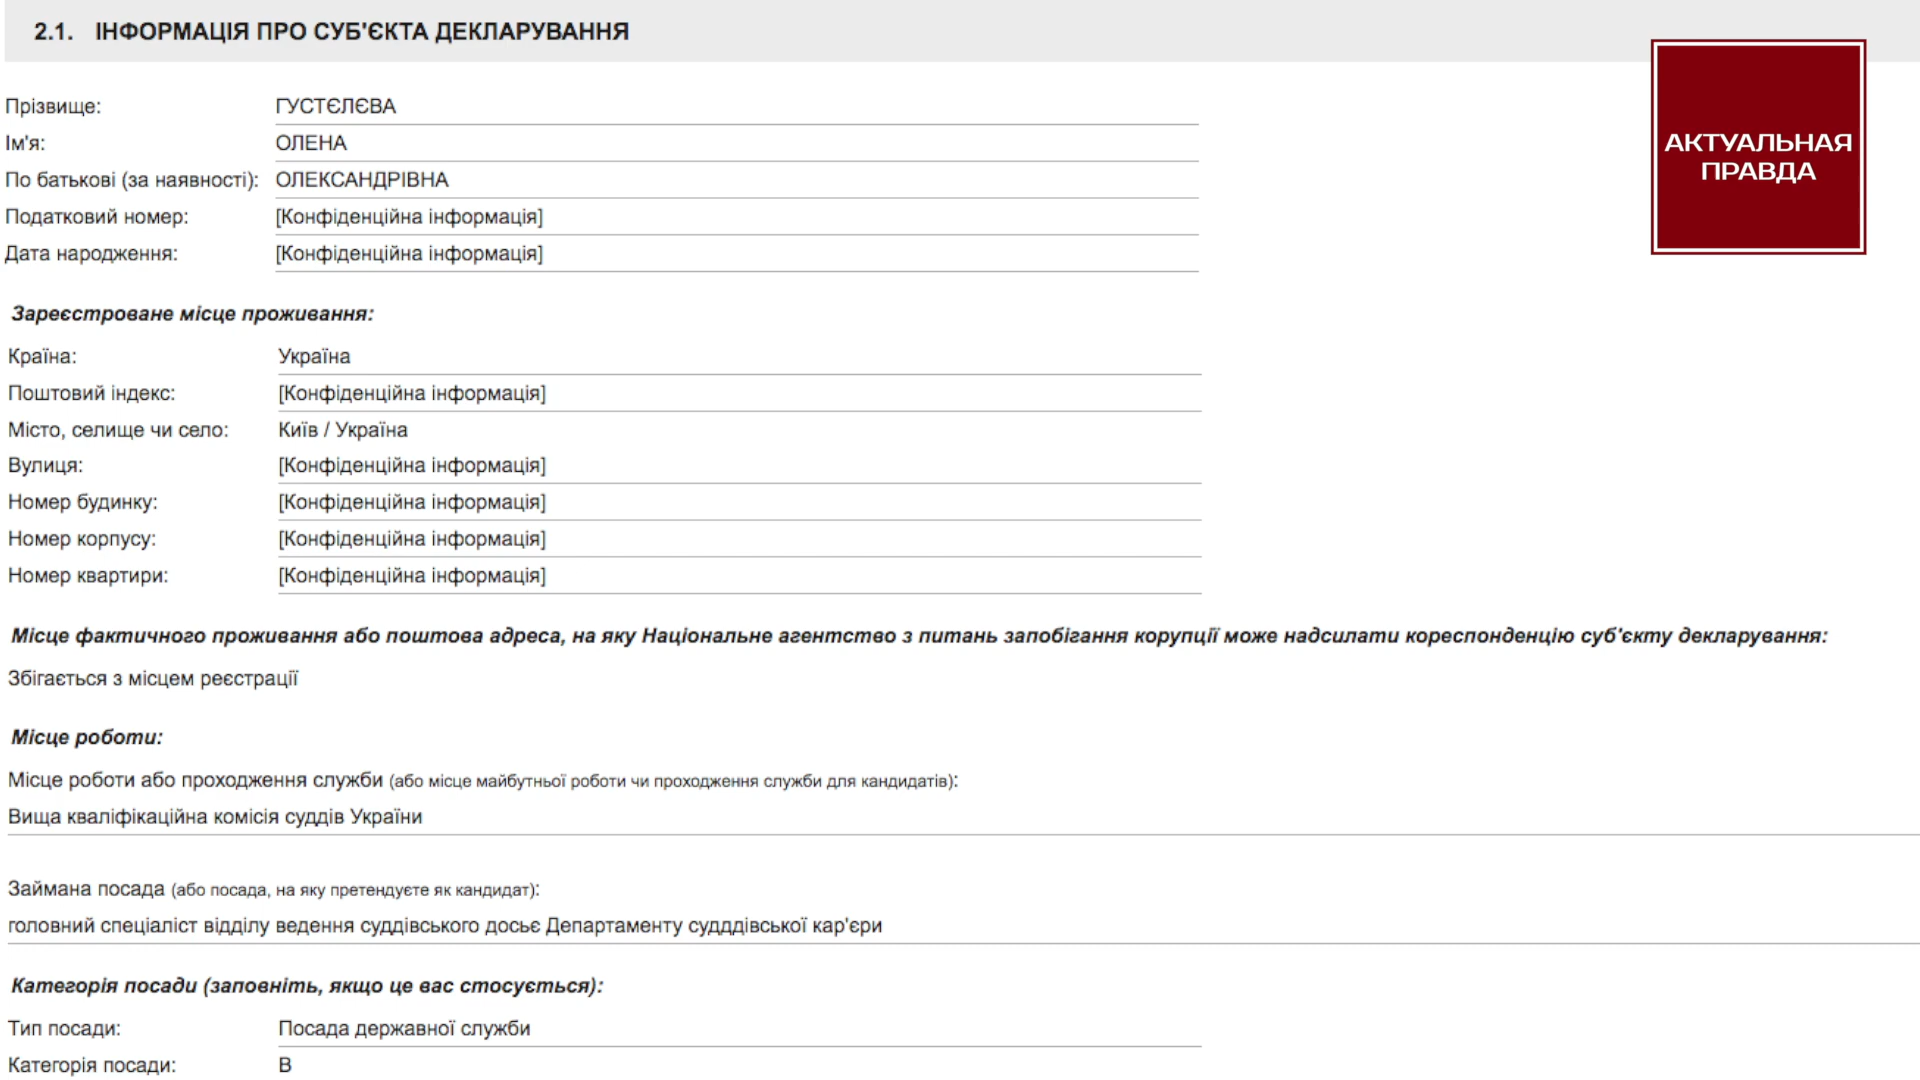 2.1. ІНФОРМАЦІЯ ПРО СУБ'ЄКТА ДЕКЛАРУВАННЯ
АКТУАЛЬНАЯ
ПРАВДА
Прізвище: ГУСТЄЛЄВА
Ім'я: ОЛЕНА
По батькові (за наявності): ОЛЕКСАНДРІВНА
Податковий номер: [Конфіденційна інформація]
Дата народження: [Конфіденційна інформація]
Зареєстроване місце проживання:
Країна: Україна
Поштовий індекс: [Конфіденційна інформація]
Місто, селище чи село: Київ / Україна
Вулиця: [Конфіденційна інформація]
Номер будинку: [Конфіденційна інформація]
Номер корпусу: [Конфіденційна інформація]
Номер квартири: [Конфіденційна інформація]
Місце фактичного проживання або поштова адреса, на яку Національне агентство з питань запобігання корупції може надсилати кореспонденцію суб'єкту декларування:
Збігається з місцем реєстрації
Місце роботи:
Місце роботи або проходження служби (або місце майбутньої роботи чи проходження служби для кандидатів):
Вища кваліфікаційна комісія суддів України
Займана посада (або посада, на яку претендуєте як кандидат):
головний спеціаліст відділу ведення суддівського досьє Департаменту судддівської кар'єри
Категорія посади (заповніть, якщо це вас стосується):
Тип посади: Посада державної служби
Категорія посади: В